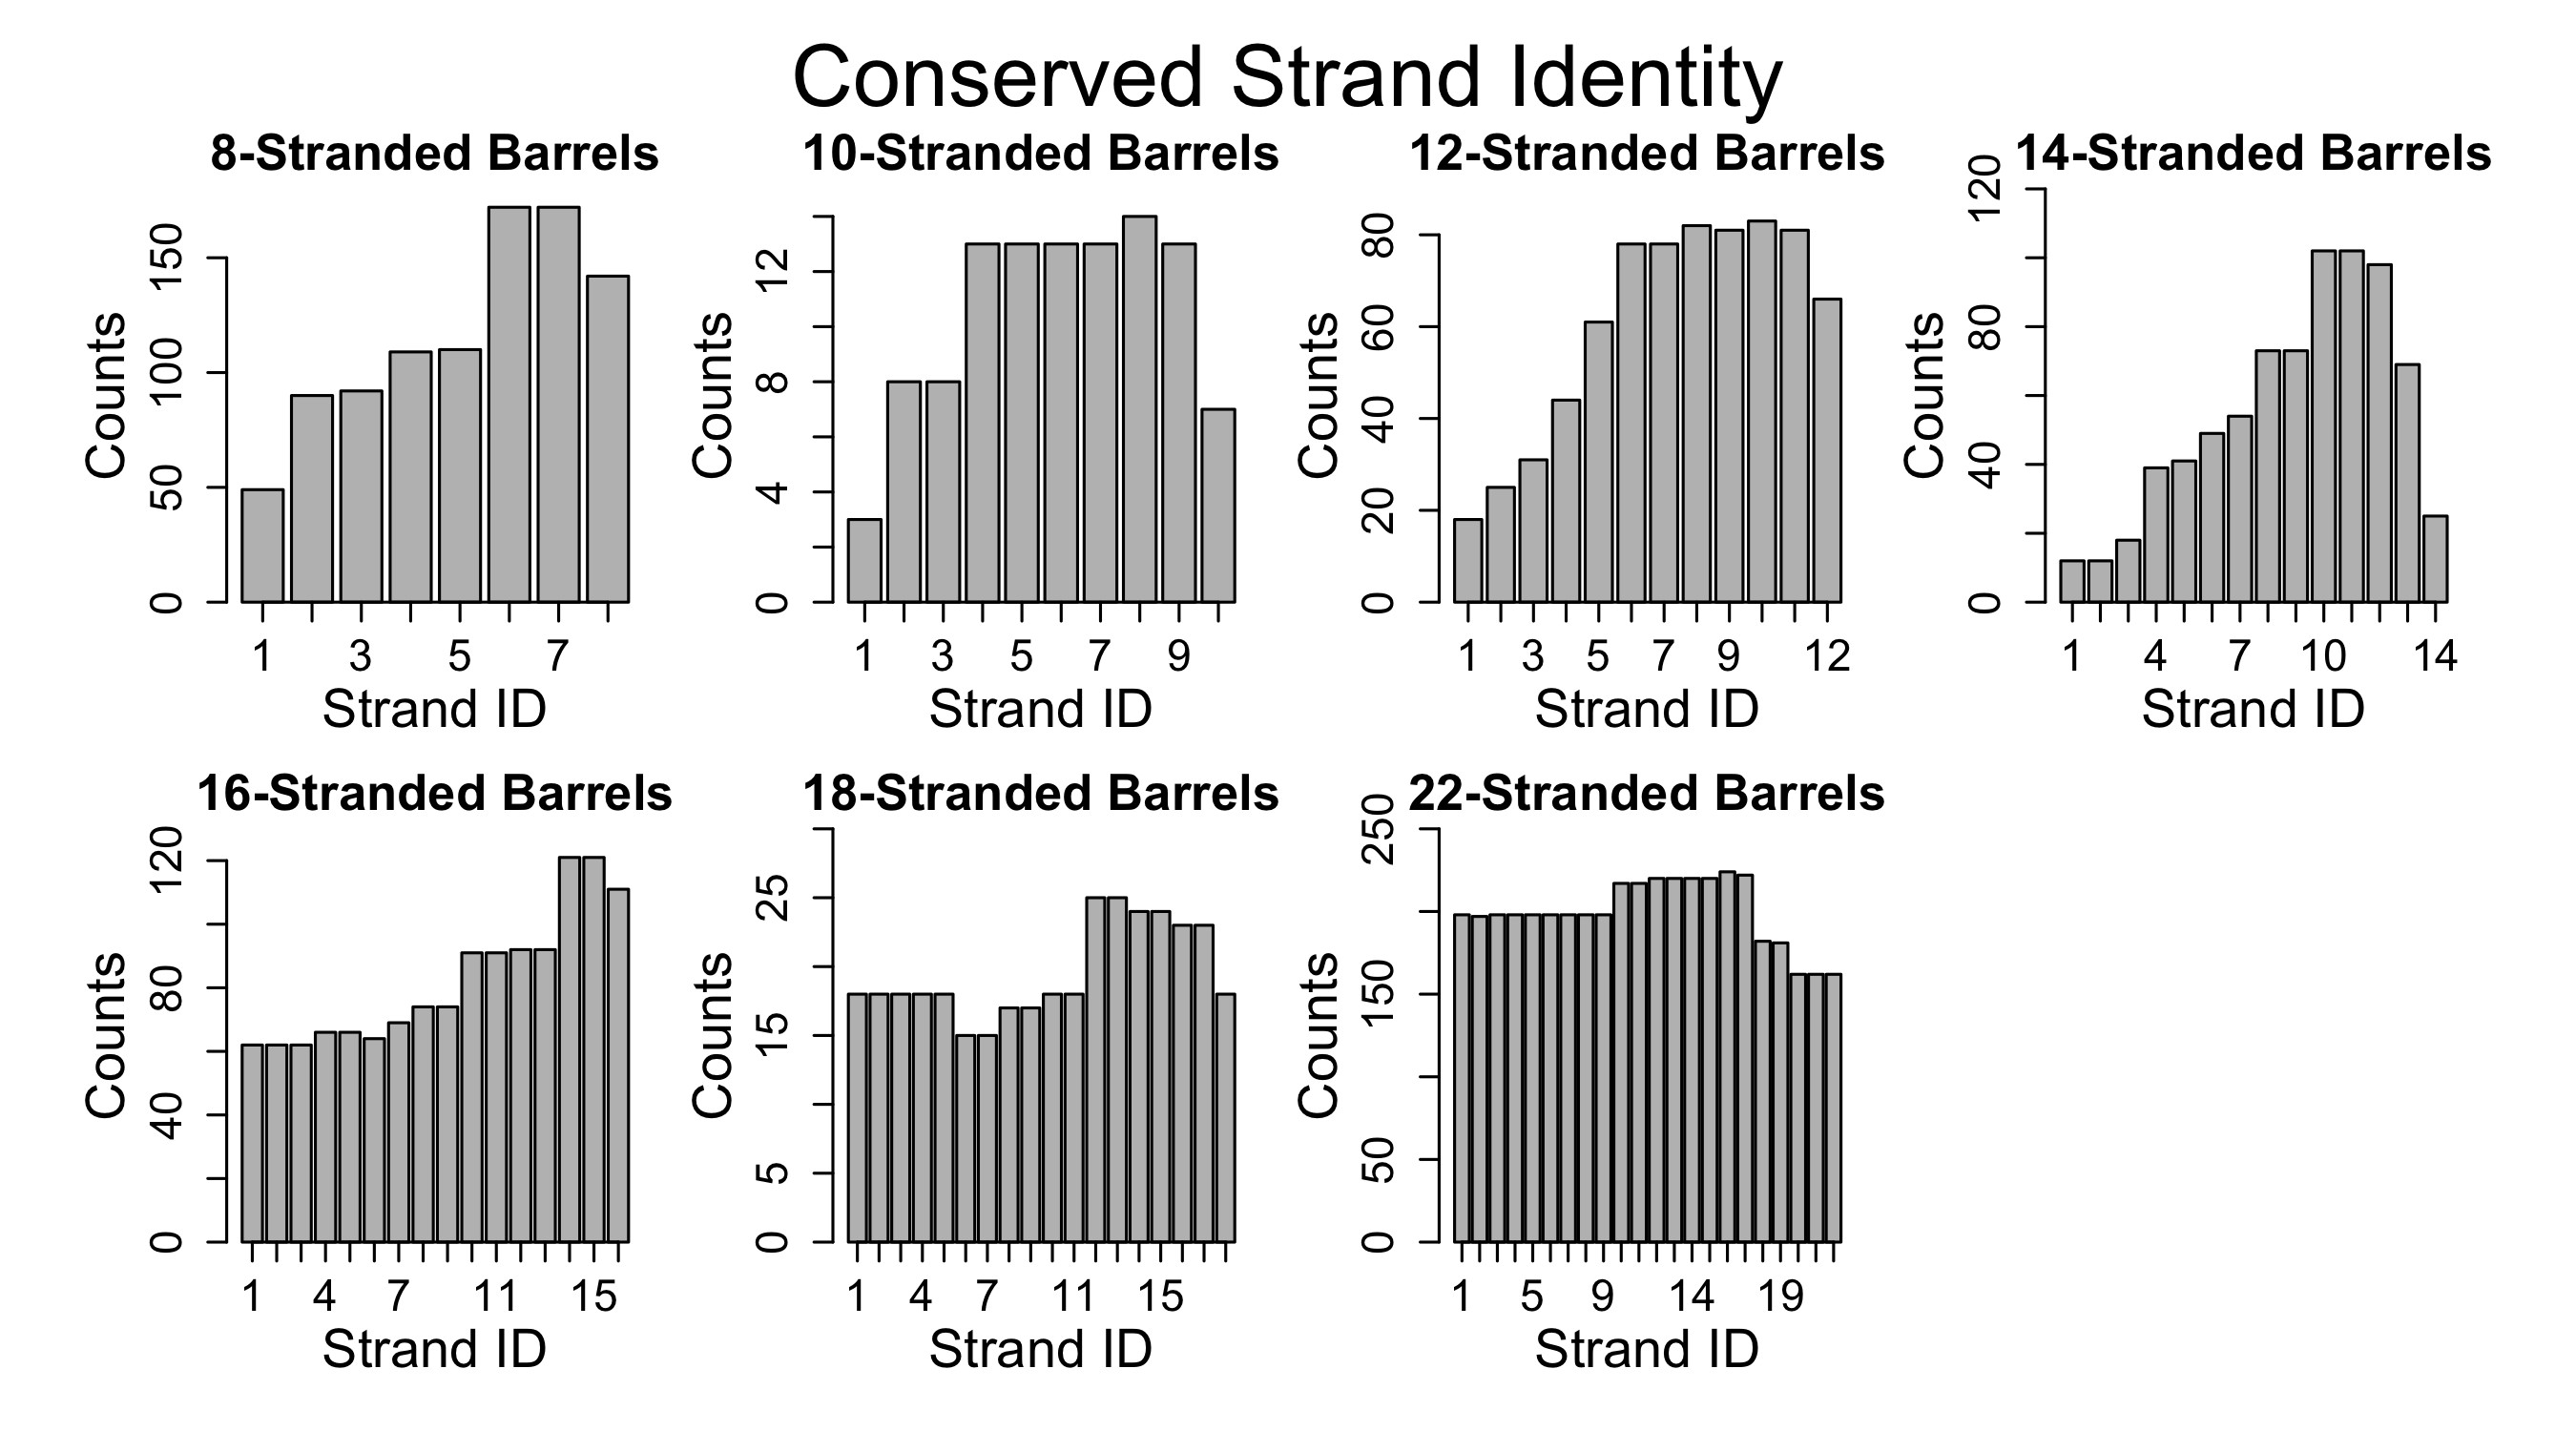 Conserved Strand Identity
8-Stranded Barrels
Counts
0 50 100 150
1 3 5 7
Strand ID
10-Stranded Barrels
Counts
0 4 8 12
1 3 5 7 9
Strand ID
12-Stranded Barrels
Counts
0 20 40 60 80
1 3 5 7 9 12
Strand ID
14-Stranded Barrels
Counts
0 40 80 120
1 4 7 10 14
Strand ID
16-Stranded Barrels
Counts
0 40 80 120
1 4 7 11 15
Strand ID
18-Stranded Barrels
Counts
0 5 15 25
1 4 7 11 15
Strand ID
22-Stranded Barrels
Counts
0 50 150 250
1 5 9 14 19
Strand ID